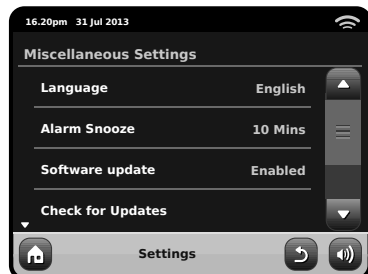 16.20pm 31 Jul 2013
Miscellaneous Settings
Language English
Alarm Snooze 10 Mins
Software update Enabled
Check for Updates
Settings